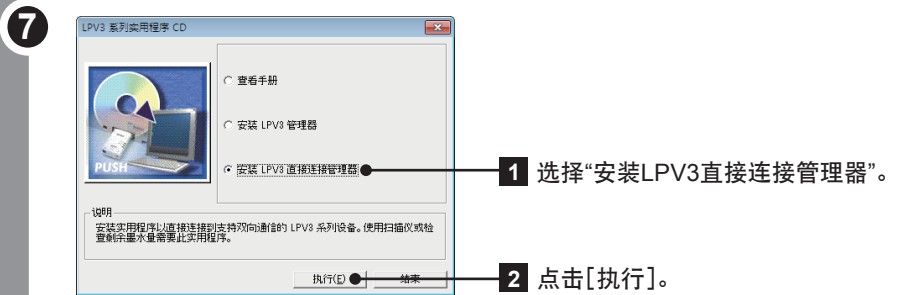 7
LPV3 系列实用程序 CD
查看手册
安装 LPV3 管理器
安装 LPV3 直接连接管理器
PUSH
1 选择“安装LPV3直接连接管理器”。
说明
安装实用程序以直接连接到支持双向通信的 LPV3 系列设备。使用扫描仪或检
查剩余墨水量需要此实用程序。
执行(E)
结束
2 点击[执行]。